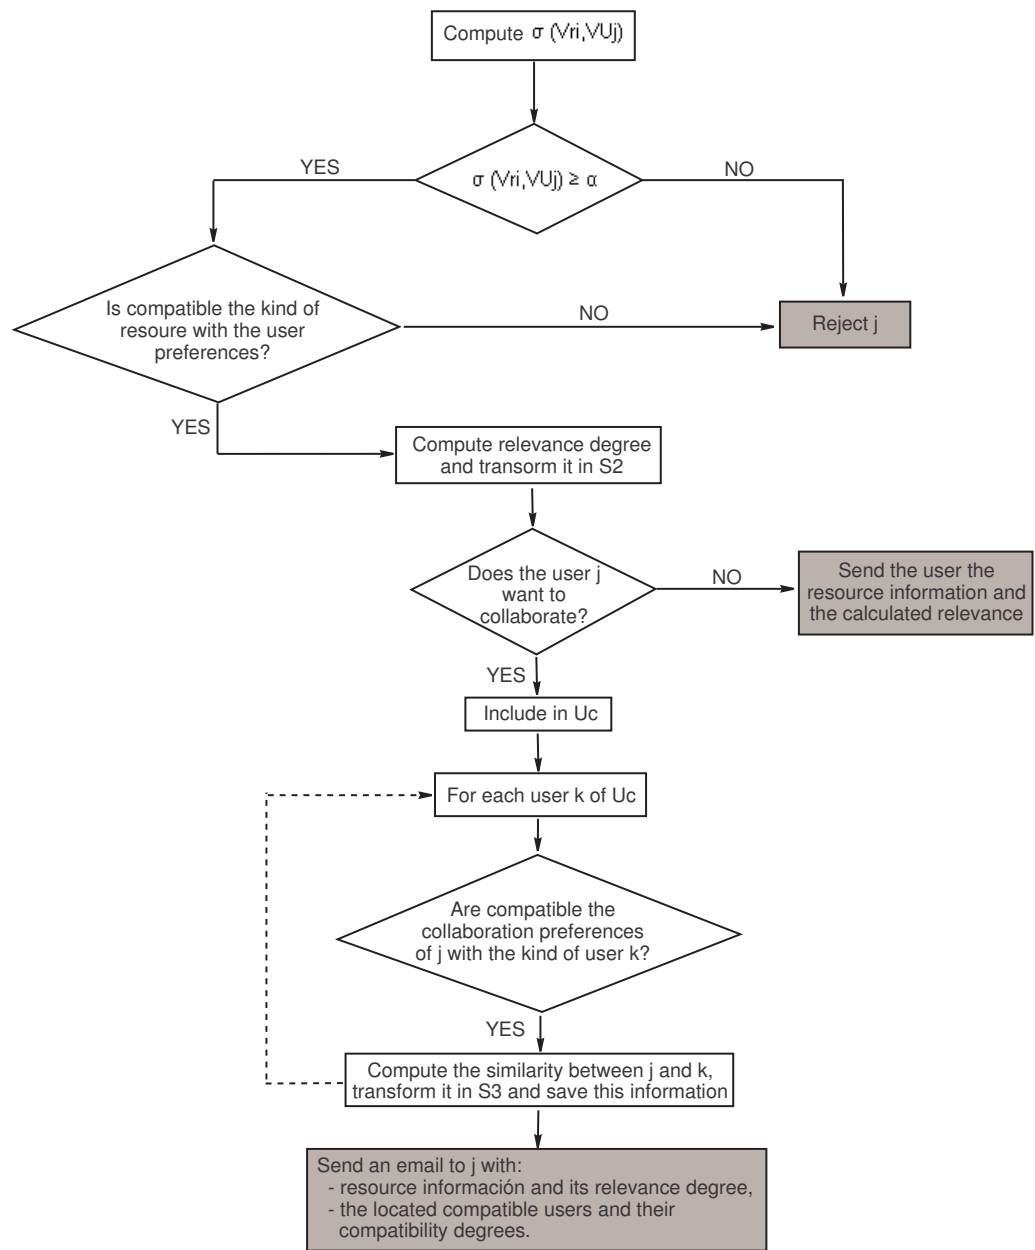 Compute σ (Vri,VUj)
YES
NO
σ (Vri,VUj) ≥ α
Is compatible the kind of
resoure with the user
preferences?
NO
Reject j
YES
Compute relevance degree
and transorm it in S2
Does the user j
want to
collaborate?
NO
Send the user the
resource information and
the calculated relevance
YES
Include in Uc
For each user k of Uc
Are compatible the
collaboration preferences
of j with the kind of user k?
YES
Compute the similarity between j and k,
transform it in S3 and save this information
Send an email to j with:
- resource información and its relevance degree,
- the located compatible users and their
compatibility degrees.